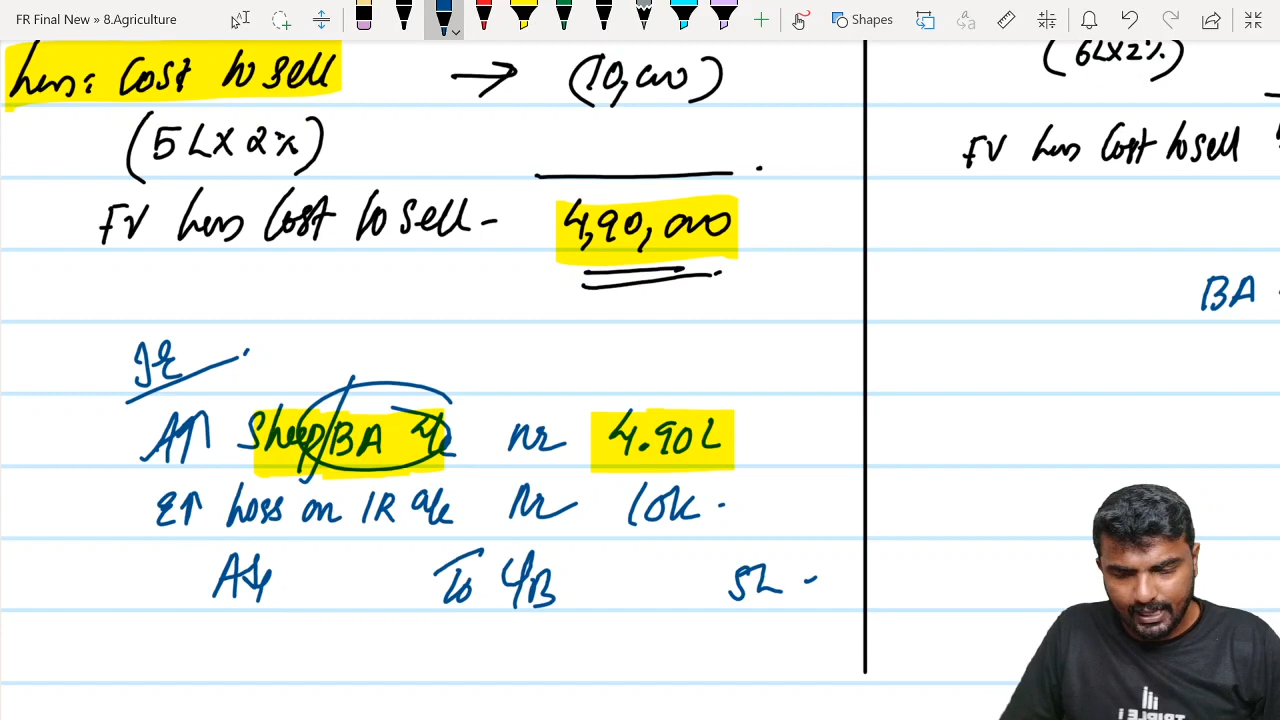 FR Final New » 8.Agriculture
Shapes
Less: Cost to sell → (10,000)
(5L X 2%)
FV less Cost to sell - 4,90,000
JE
A↑ Sheep/BA A/c Dr 4.90L
E↑ Loss on IR A/c Dr 10k.
A↓ To C/B 5L -
(6L X 2%)
FV less Cost to sell
BA
TRIPLE i